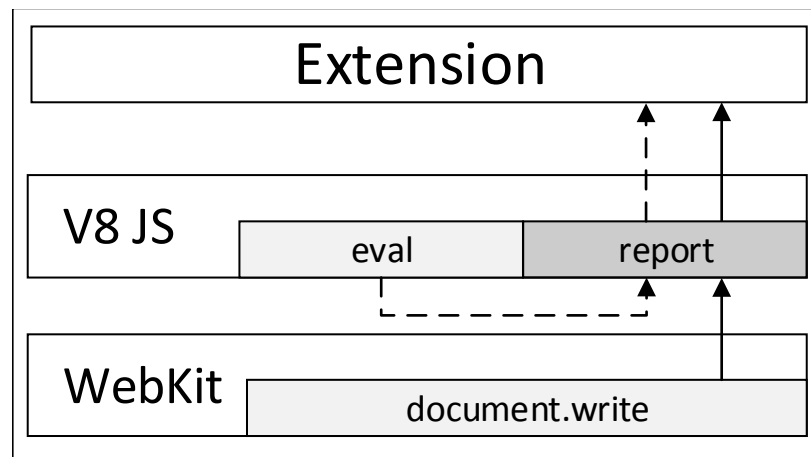 Extension
V8 JS
eval
report
WebKit
document.write